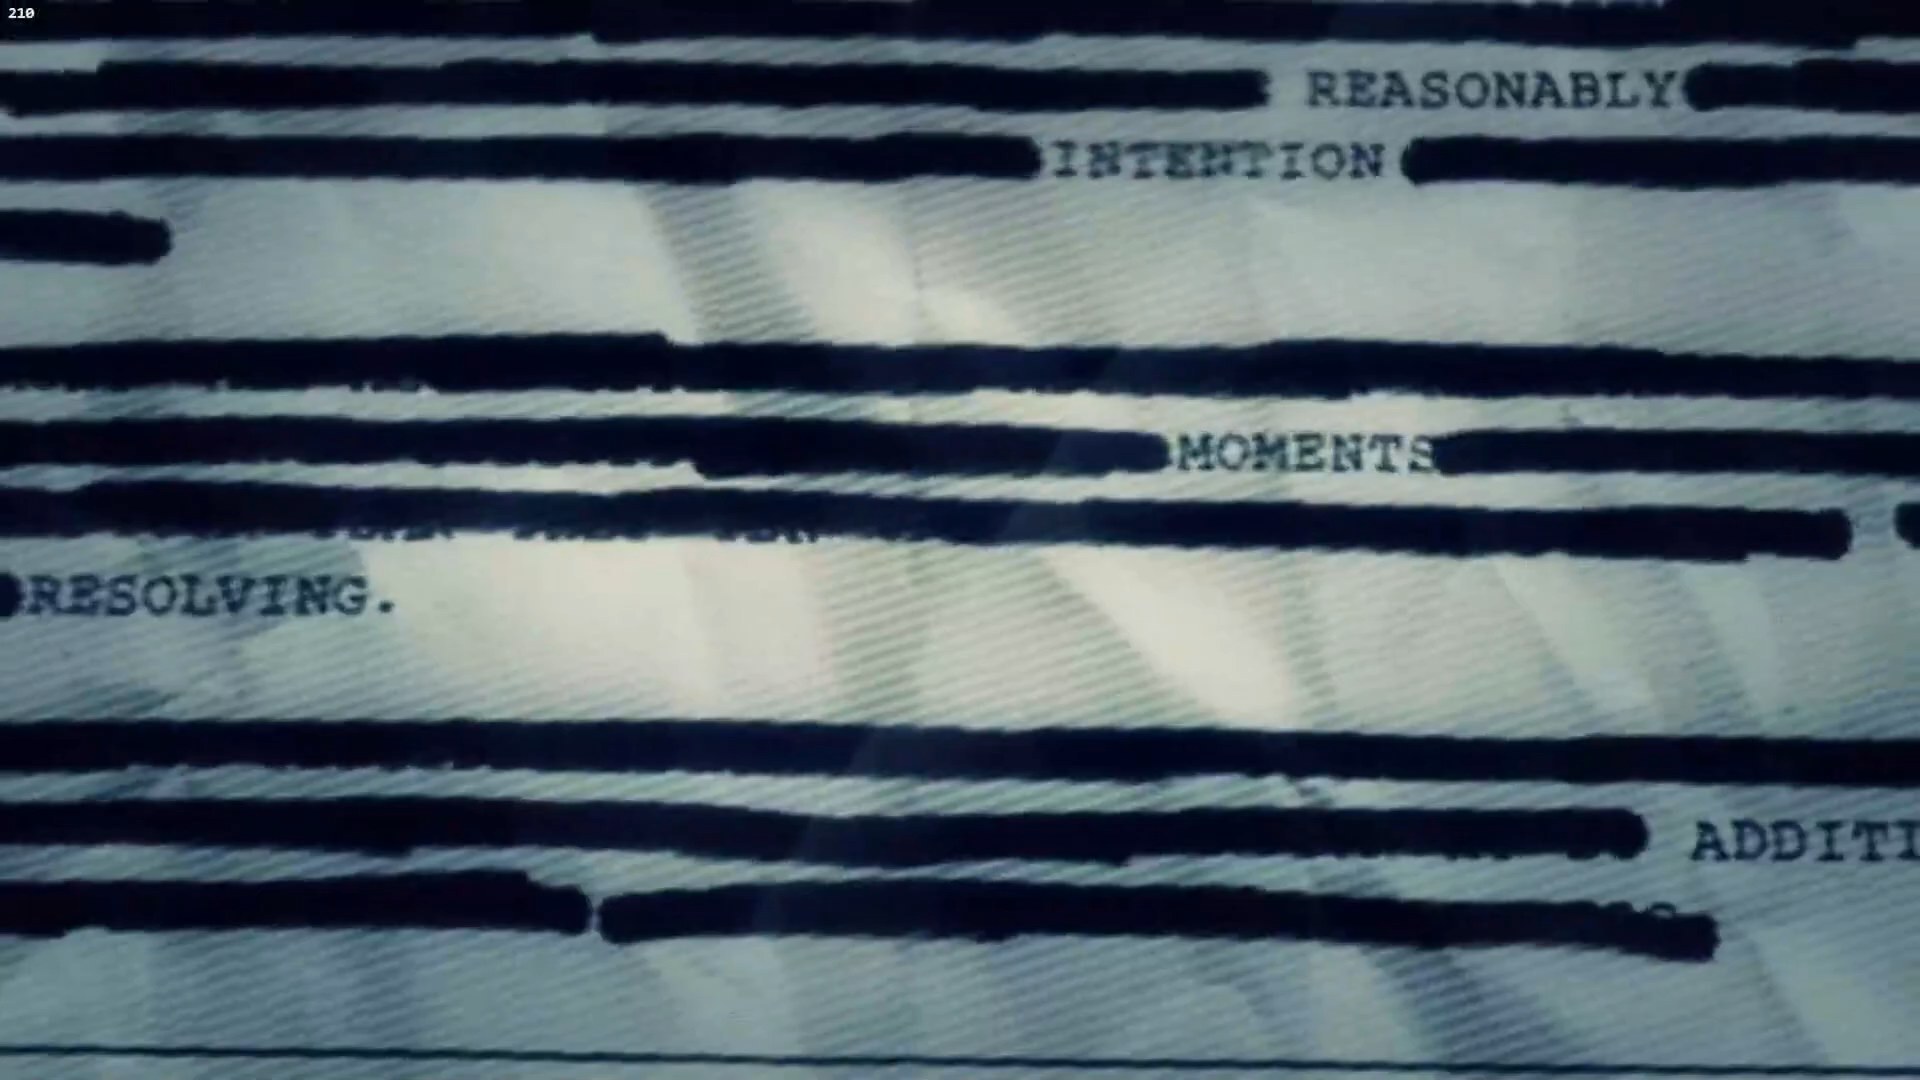 210
REASONABLY
INTENTION
MOMENTS
RESOLVING.
ADDITI